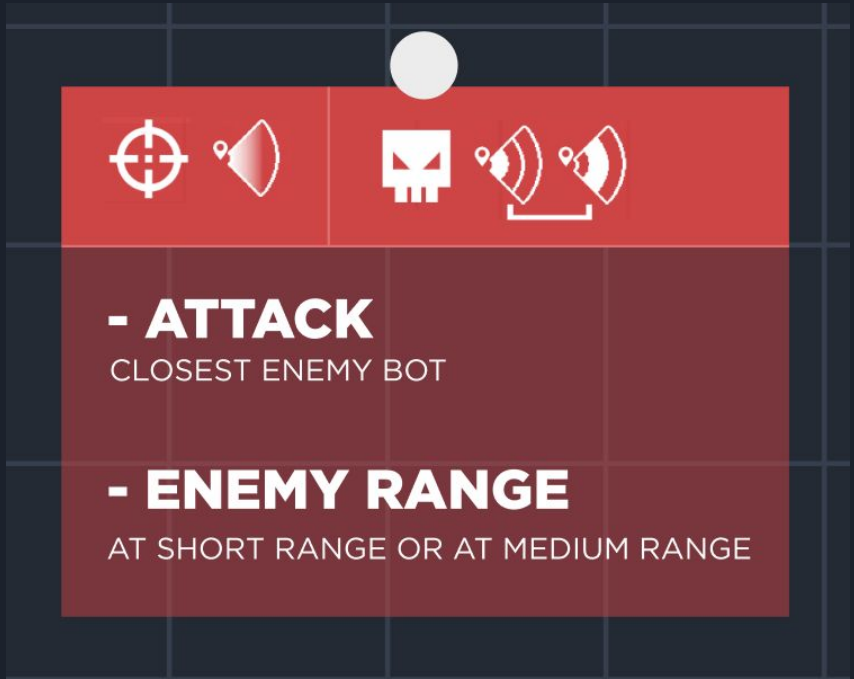 - ATTACK
CLOSEST ENEMY BOT
- ENEMY RANGE
AT SHORT RANGE OR AT MEDIUM RANGE